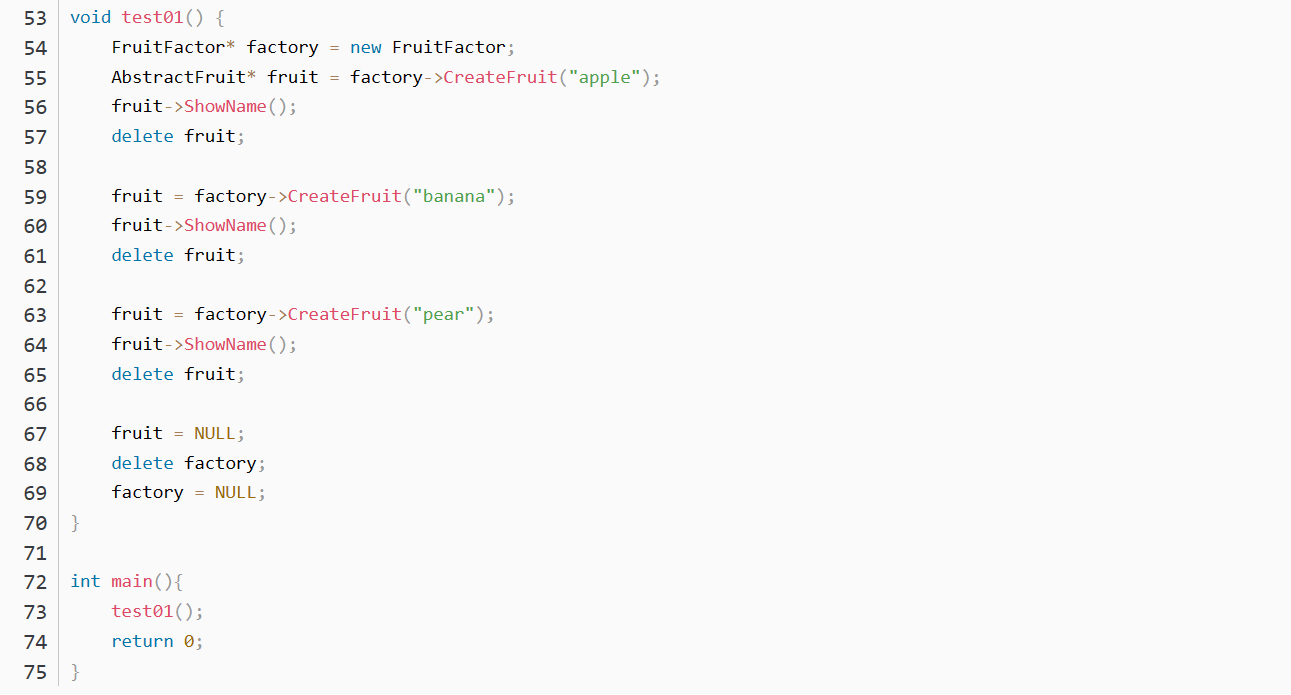 53 void test01() {
54     FruitFactor* factory = new FruitFactor;
55     AbstractFruit* fruit = factory->CreateFruit("apple");
56     fruit->ShowName();
57     delete fruit;
58
59     fruit = factory->CreateFruit("banana");
60     fruit->ShowName();
61     delete fruit;
62
63     fruit = factory->CreateFruit("pear");
64     fruit->ShowName();
65     delete fruit;
66
67     fruit = NULL;
68     delete factory;
69     factory = NULL;
70 }
71
72 int main(){
73     test01();
74     return 0;
75 }